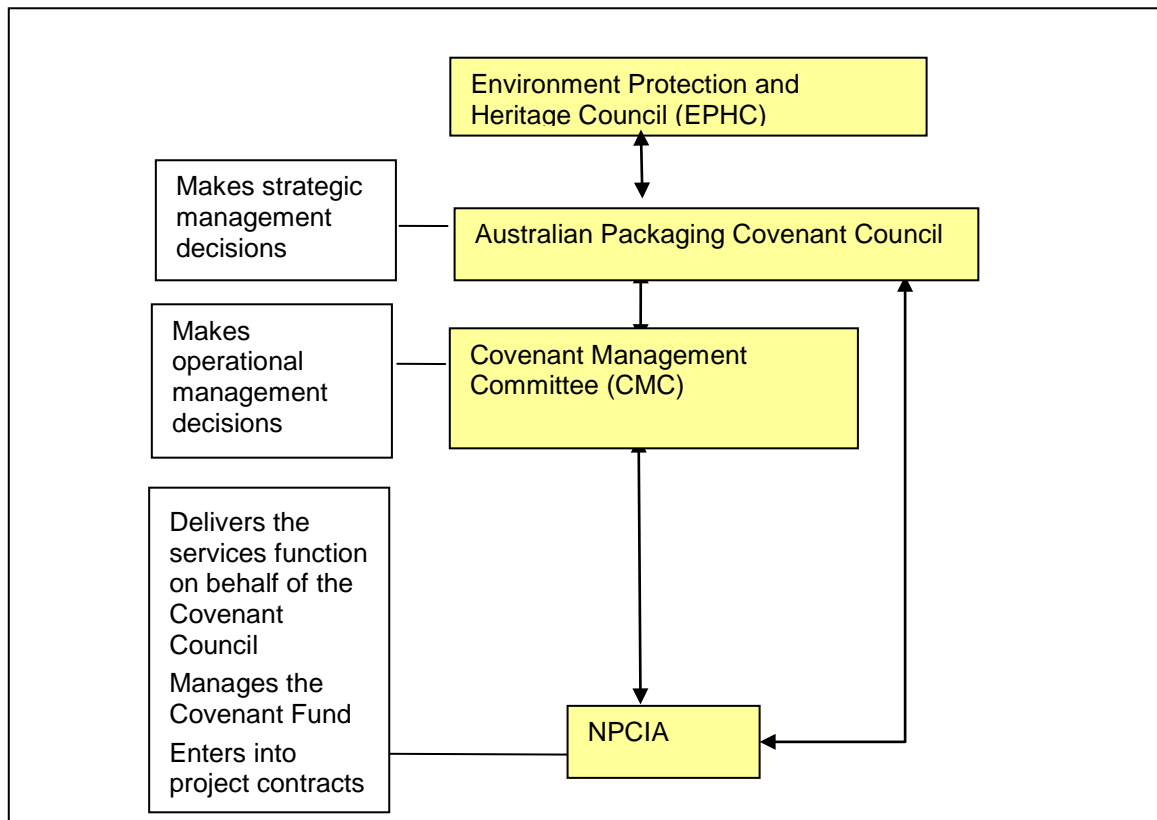 Environment Protection and
Heritage Council (EPHC)
Makes strategic
management
decisions
Australian Packaging Covenant Council
Makes
operational
management
decisions
Covenant Management
Committee (CMC)
Delivers the
services function
on behalf of the
Covenant
Council
Manages the
Covenant Fund
Enters into
project contracts
NPCIA